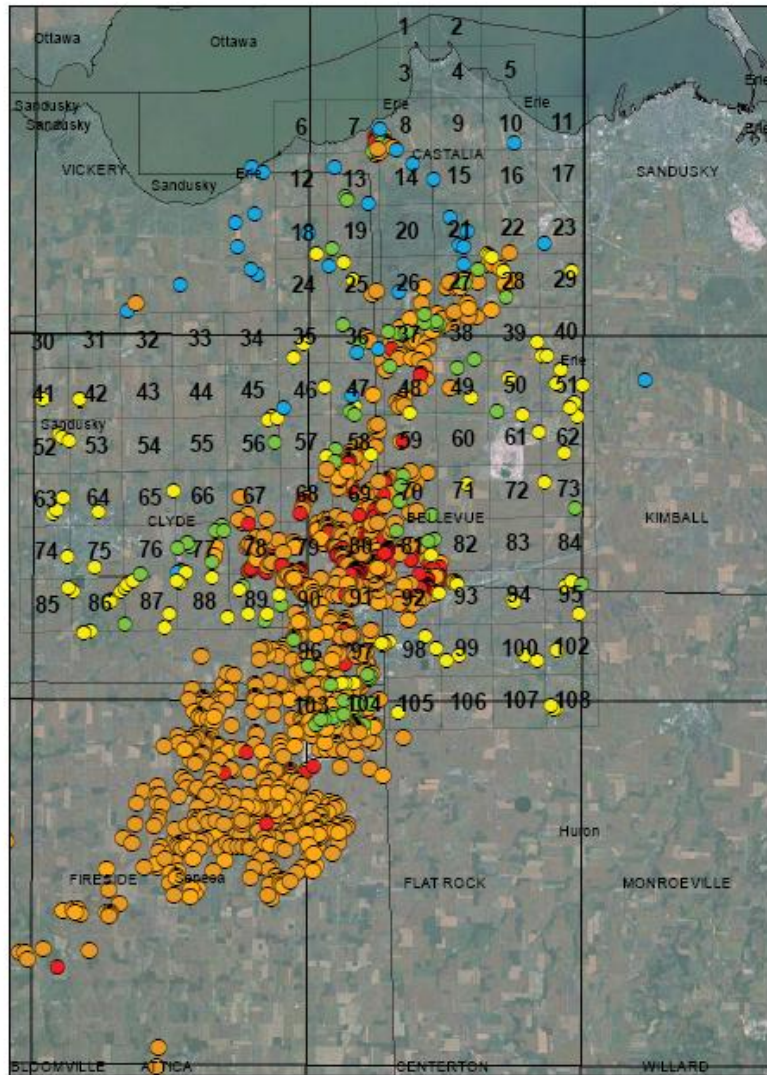 1 2
Ottawa
Ottawa
3 4 5
Sandusky Erie Erie Erie
Sandusky Erie
6 7 8 9 10 11
VICKERY CASTALIA SANDUSKY
Sandusky Erie
12 13 14 15 16 17
18 19 20 21 22 23
24 25 26 27 28 29
30 31 32 33 34 35 36 37 38 39 40
Erie
41 42 43 44 45 46 47 48 49 50 51
Sandusky
52 53 54 55 56 57 58 59 60 61 62
63 64 65 66 67 68 69 70 71 72 73
CLYDE BELLEVUE KIMBALL
74 75 76 77 78 79 80 81 82 83 84
85 86 87 88 89 90 91 92 93 94 95
96 97 98 99 100 102
103 104 105 106 107 108
Huron
FIRESIDE Seneca FLAT ROCK MONROEVILLE
BLOOMVILLE ATTICA CENTERTON WILLARD